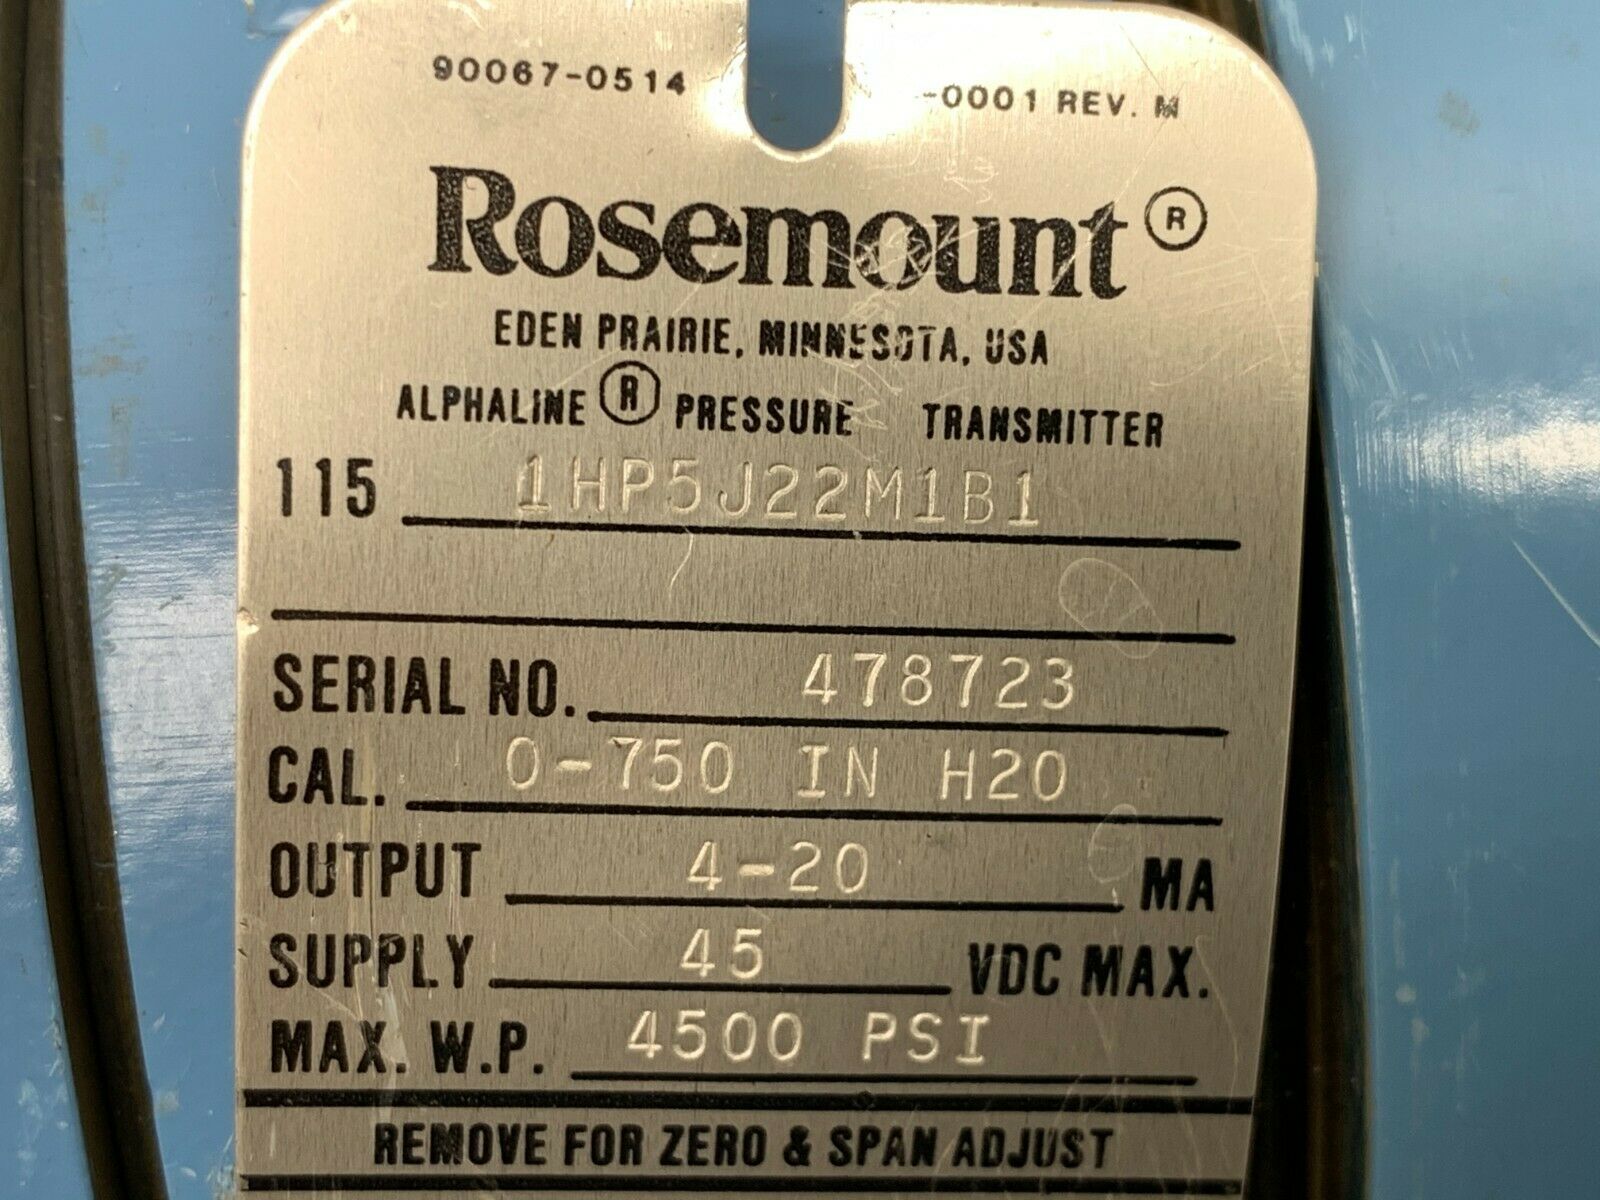 90067-0514 -0001 REV. M
Rosemount®
EDEN PRAIRIE, MINNESOTA, USA
ALPHALINE ® PRESSURE TRANSMITTER
115 1HP5J22M1B1
SERIAL NO. 478723
CAL. 0-750 IN H20
OUTPUT 4-20 MA
SUPPLY 45 VDC MAX.
MAX. W.P. 4500 PSI
REMOVE FOR ZERO & SPAN ADJUST